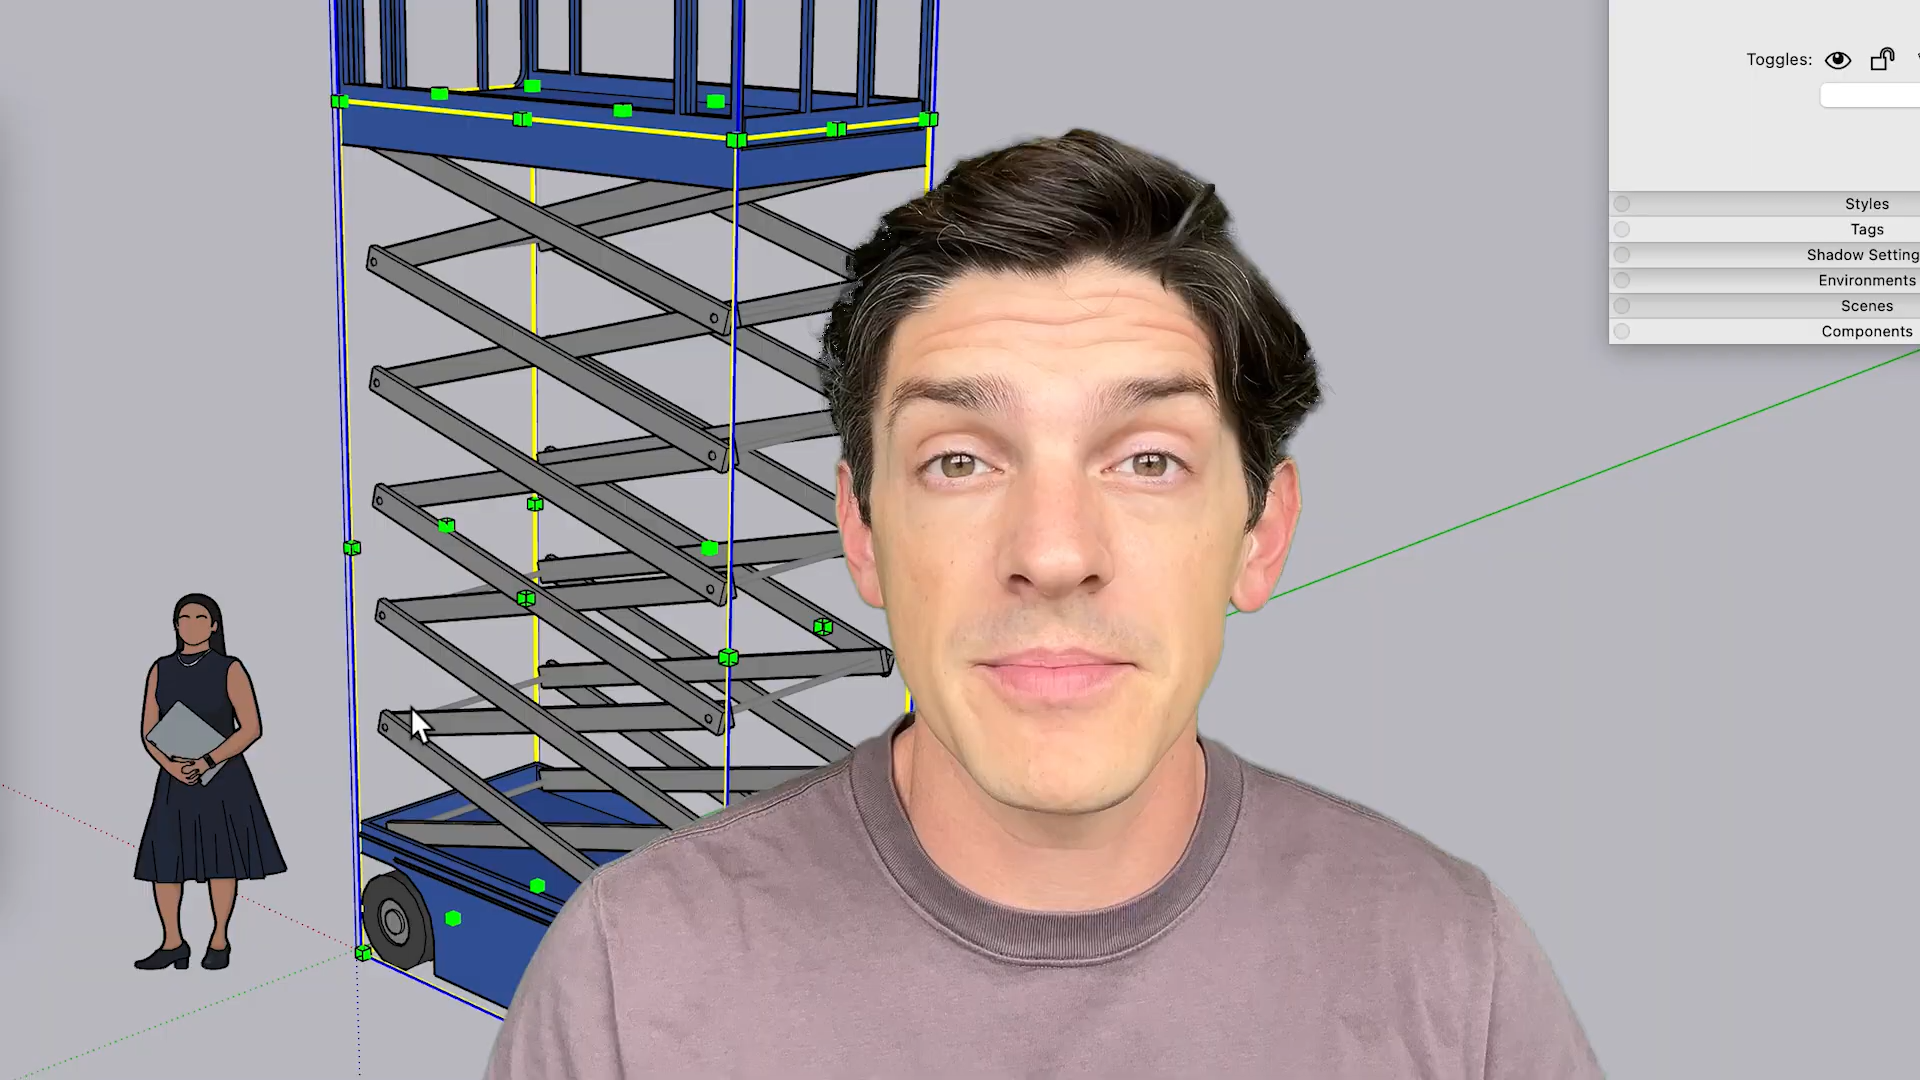 Toggles:
Styles
Tags
Shadow Setting
Environments
Scenes
Components